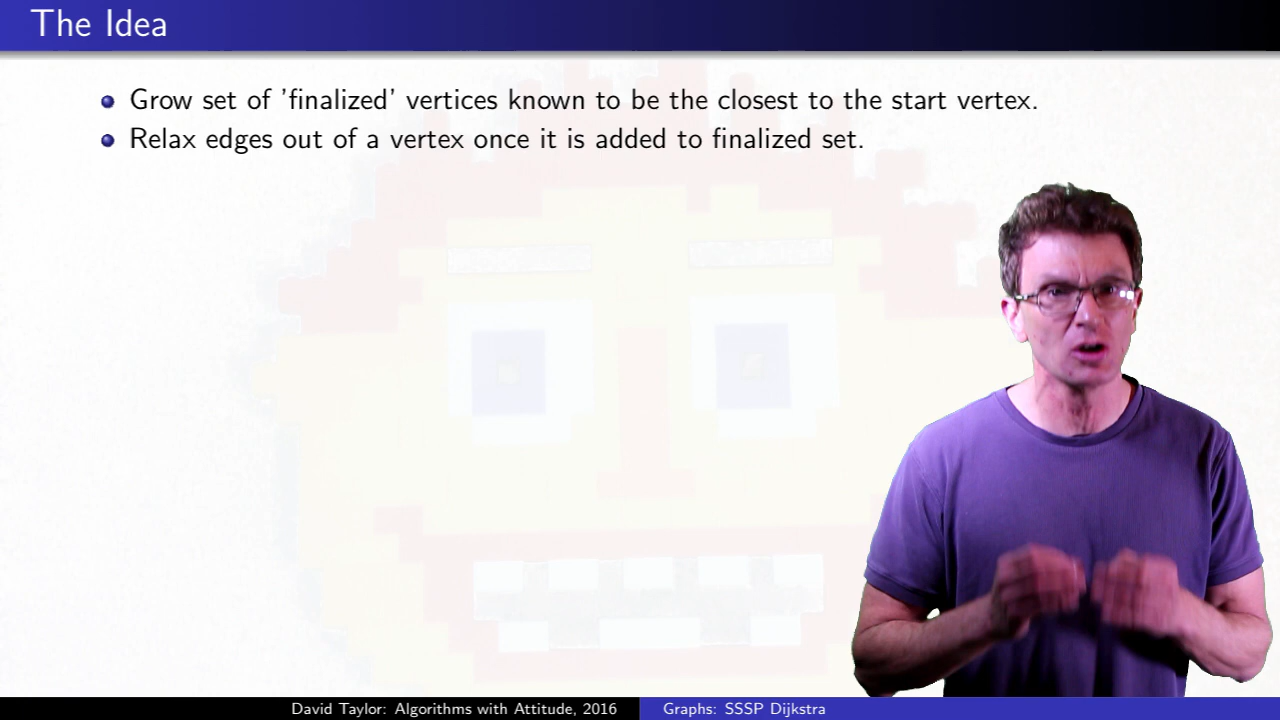 The Idea
Grow set of 'finalized' vertices known to be the closest to the start vertex.
Relax edges out of a vertex once it is added to finalized set.
David Taylor: Algorithms with Attitude, 2016
Graphs: SSSP Dijkstra